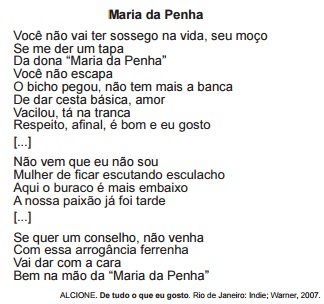 Maria da Penha
Você não vai ter sossego na vida, seu moço
Se me der um tapa
Da dona “Maria da Penha”
Você não escapa
O bicho pegou, não tem mais a banca
De dar cesta básica, amor
Vacilou, tá na tranca
Respeito, afinal, é bom e eu gosto
[...]
Não vem que eu não sou
Mulher de ficar escutando esculacho
Aqui o buraco é mais embaixo
A nossa paixão já foi tarde
[...]
Se quer um conselho, não venha
Com essa arrogância ferrenha
Vai dar com a cara
Bem na mão da “Maria da Penha”
ALCIONE. De tudo o que eu gosto. Rio de Janeiro: Indie; Warner, 2007.